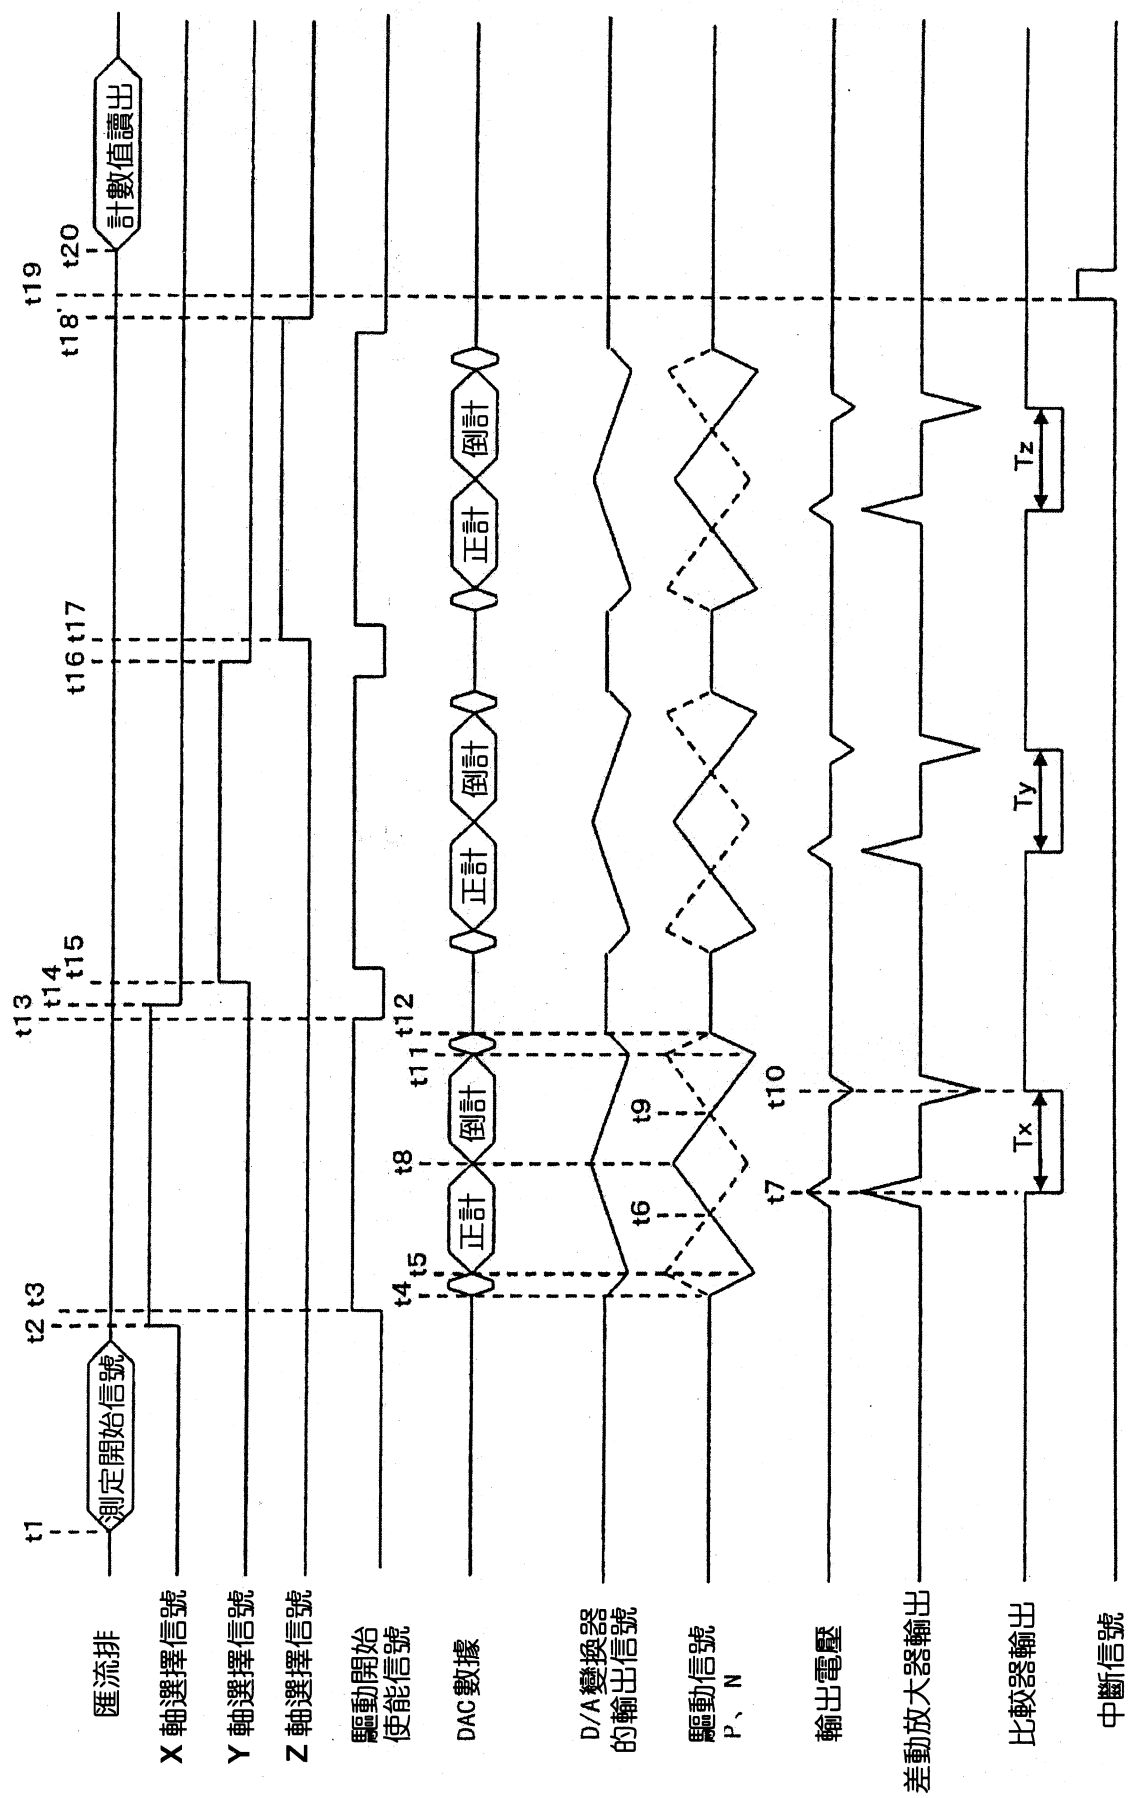 匯流排
測定開始信號
計數值讀出
t1
t20
X 軸選擇信號
t2
t14
Y 軸選擇信號
t15
t16
Z 軸選擇信號
t17
t18'
t19
驅動開始
使能信號
t3
t13
DAC 數據
正計
倒計
正計
倒計
正計
倒計
t4
t5
t8
t11
t12
D/A 變換器
的輸出信號
驅動信號
P、N
t6
t9
輸出電壓
t7
t10
差動放大器輸出
比較器輸出
Tx
Ty
Tz
中斷信號